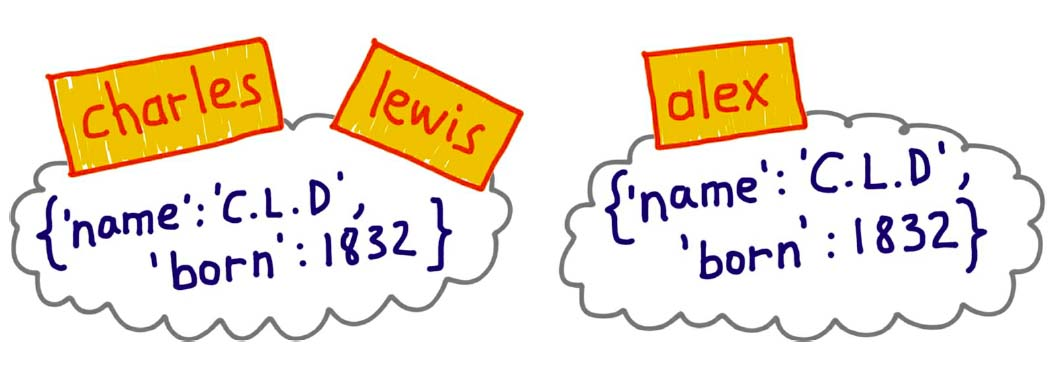 charles
lewis
{'name': 'C.L.D',
'born': 1832}
alex
{'name': 'C.L.D',
'born': 1832}